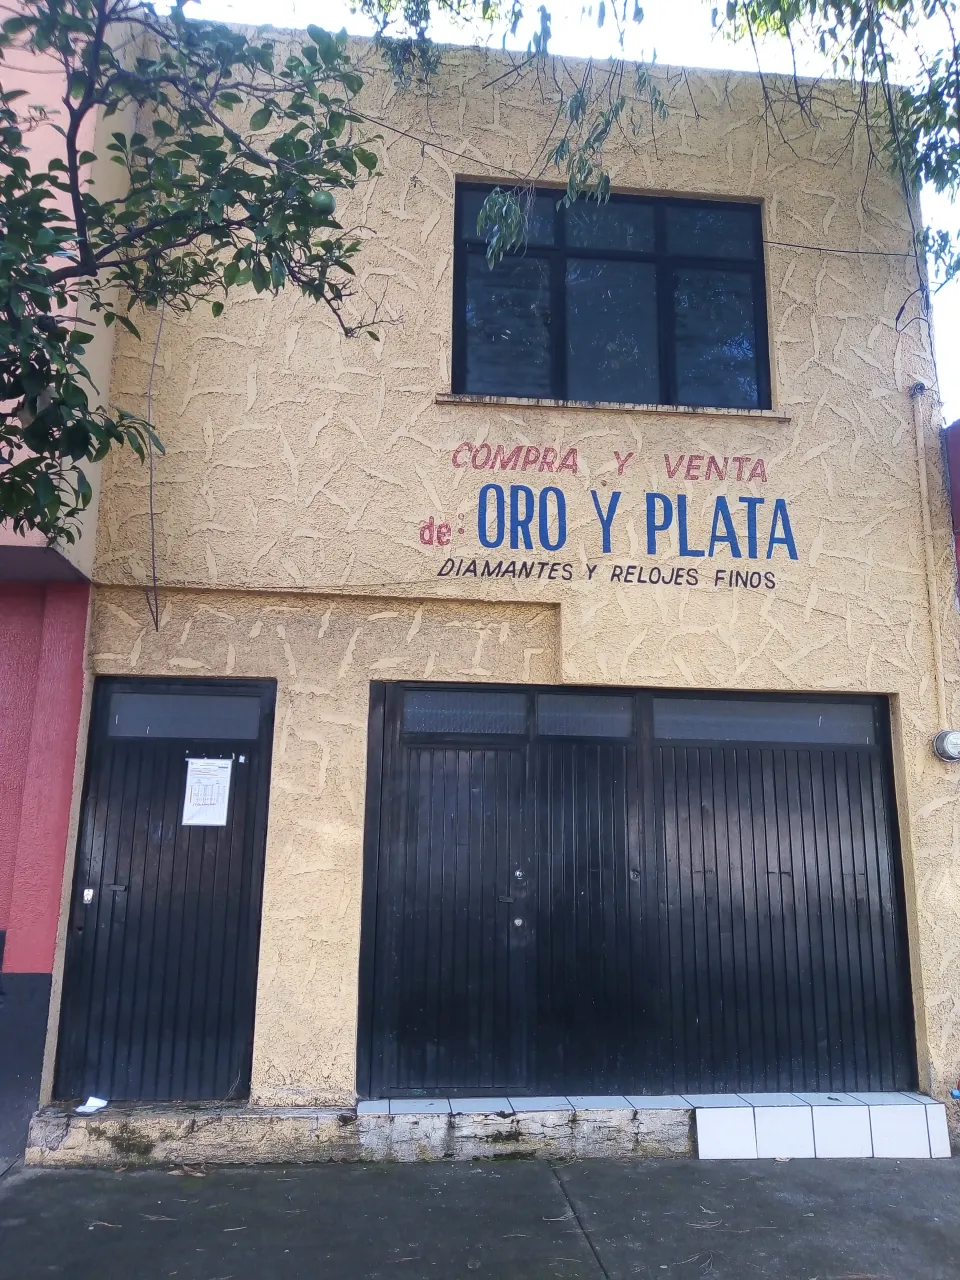 COMPRA Y VENTA
de: ORO Y PLATA
DIAMANTES Y RELOJES FINOS